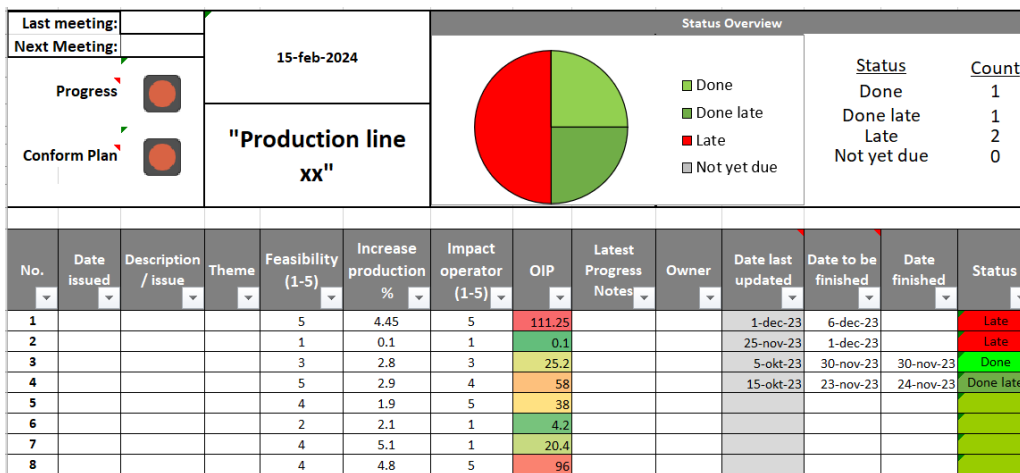 Last meeting:
Next Meeting:
Progress
Conform Plan
15-feb-2024
"Production line
xx"
Status Overview
Done
Done late
Late
Not yet due
Status Count
Done 1
Done late 1
Late 2
Not yet due 0
No. Date issued Description / issue Theme Feasibility (1-5) Increase production % Impact operator (1-5) OIP Latest Progress Notes Owner Date last updated Date to be finished Date finished Status
1 5 4.45 5 111.25 1-dec-23 6-dec-23 Late
2 1 0.1 1 0.1 25-nov-23 1-dec-23 Late
3 3 2.8 3 25.2 5-okt-23 30-nov-23 30-nov-23 Done
4 5 2.9 4 58 15-okt-23 23-nov-23 24-nov-23 Done late
5 4 1.9 5 38
6 2 2.1 1 4.2
7 4 5.1 1 20.4
8 4 4.8 5 96